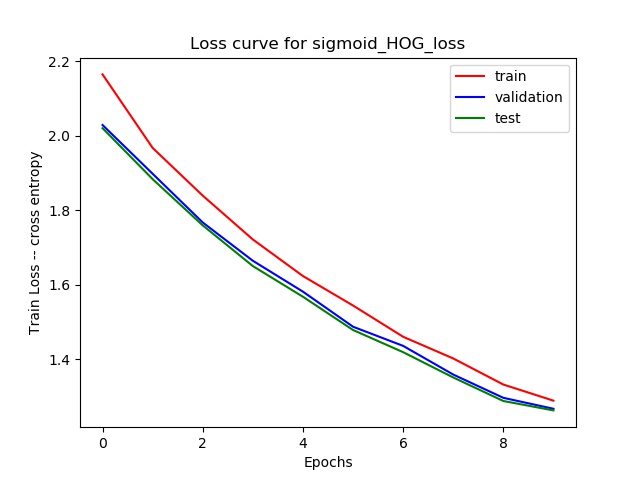 Loss curve for sigmoid_HOG_loss
train
validation
test
Train Loss -- cross entropy
2.2
2.0
1.8
1.6
1.4
0 2 4 6 8
Epochs